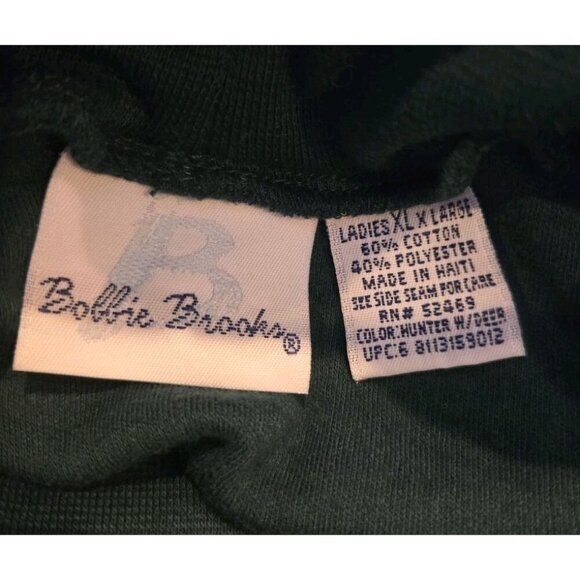 B
Bobbie Brooks®
LADIES XL X LARGE
60% COTTON
40% POLYESTER
MADE IN HAITI
SEE SIDE SEAM FOR CARE
RN# 52469
COLOR:HUNTER W/DEER
UPC:6 8113159012